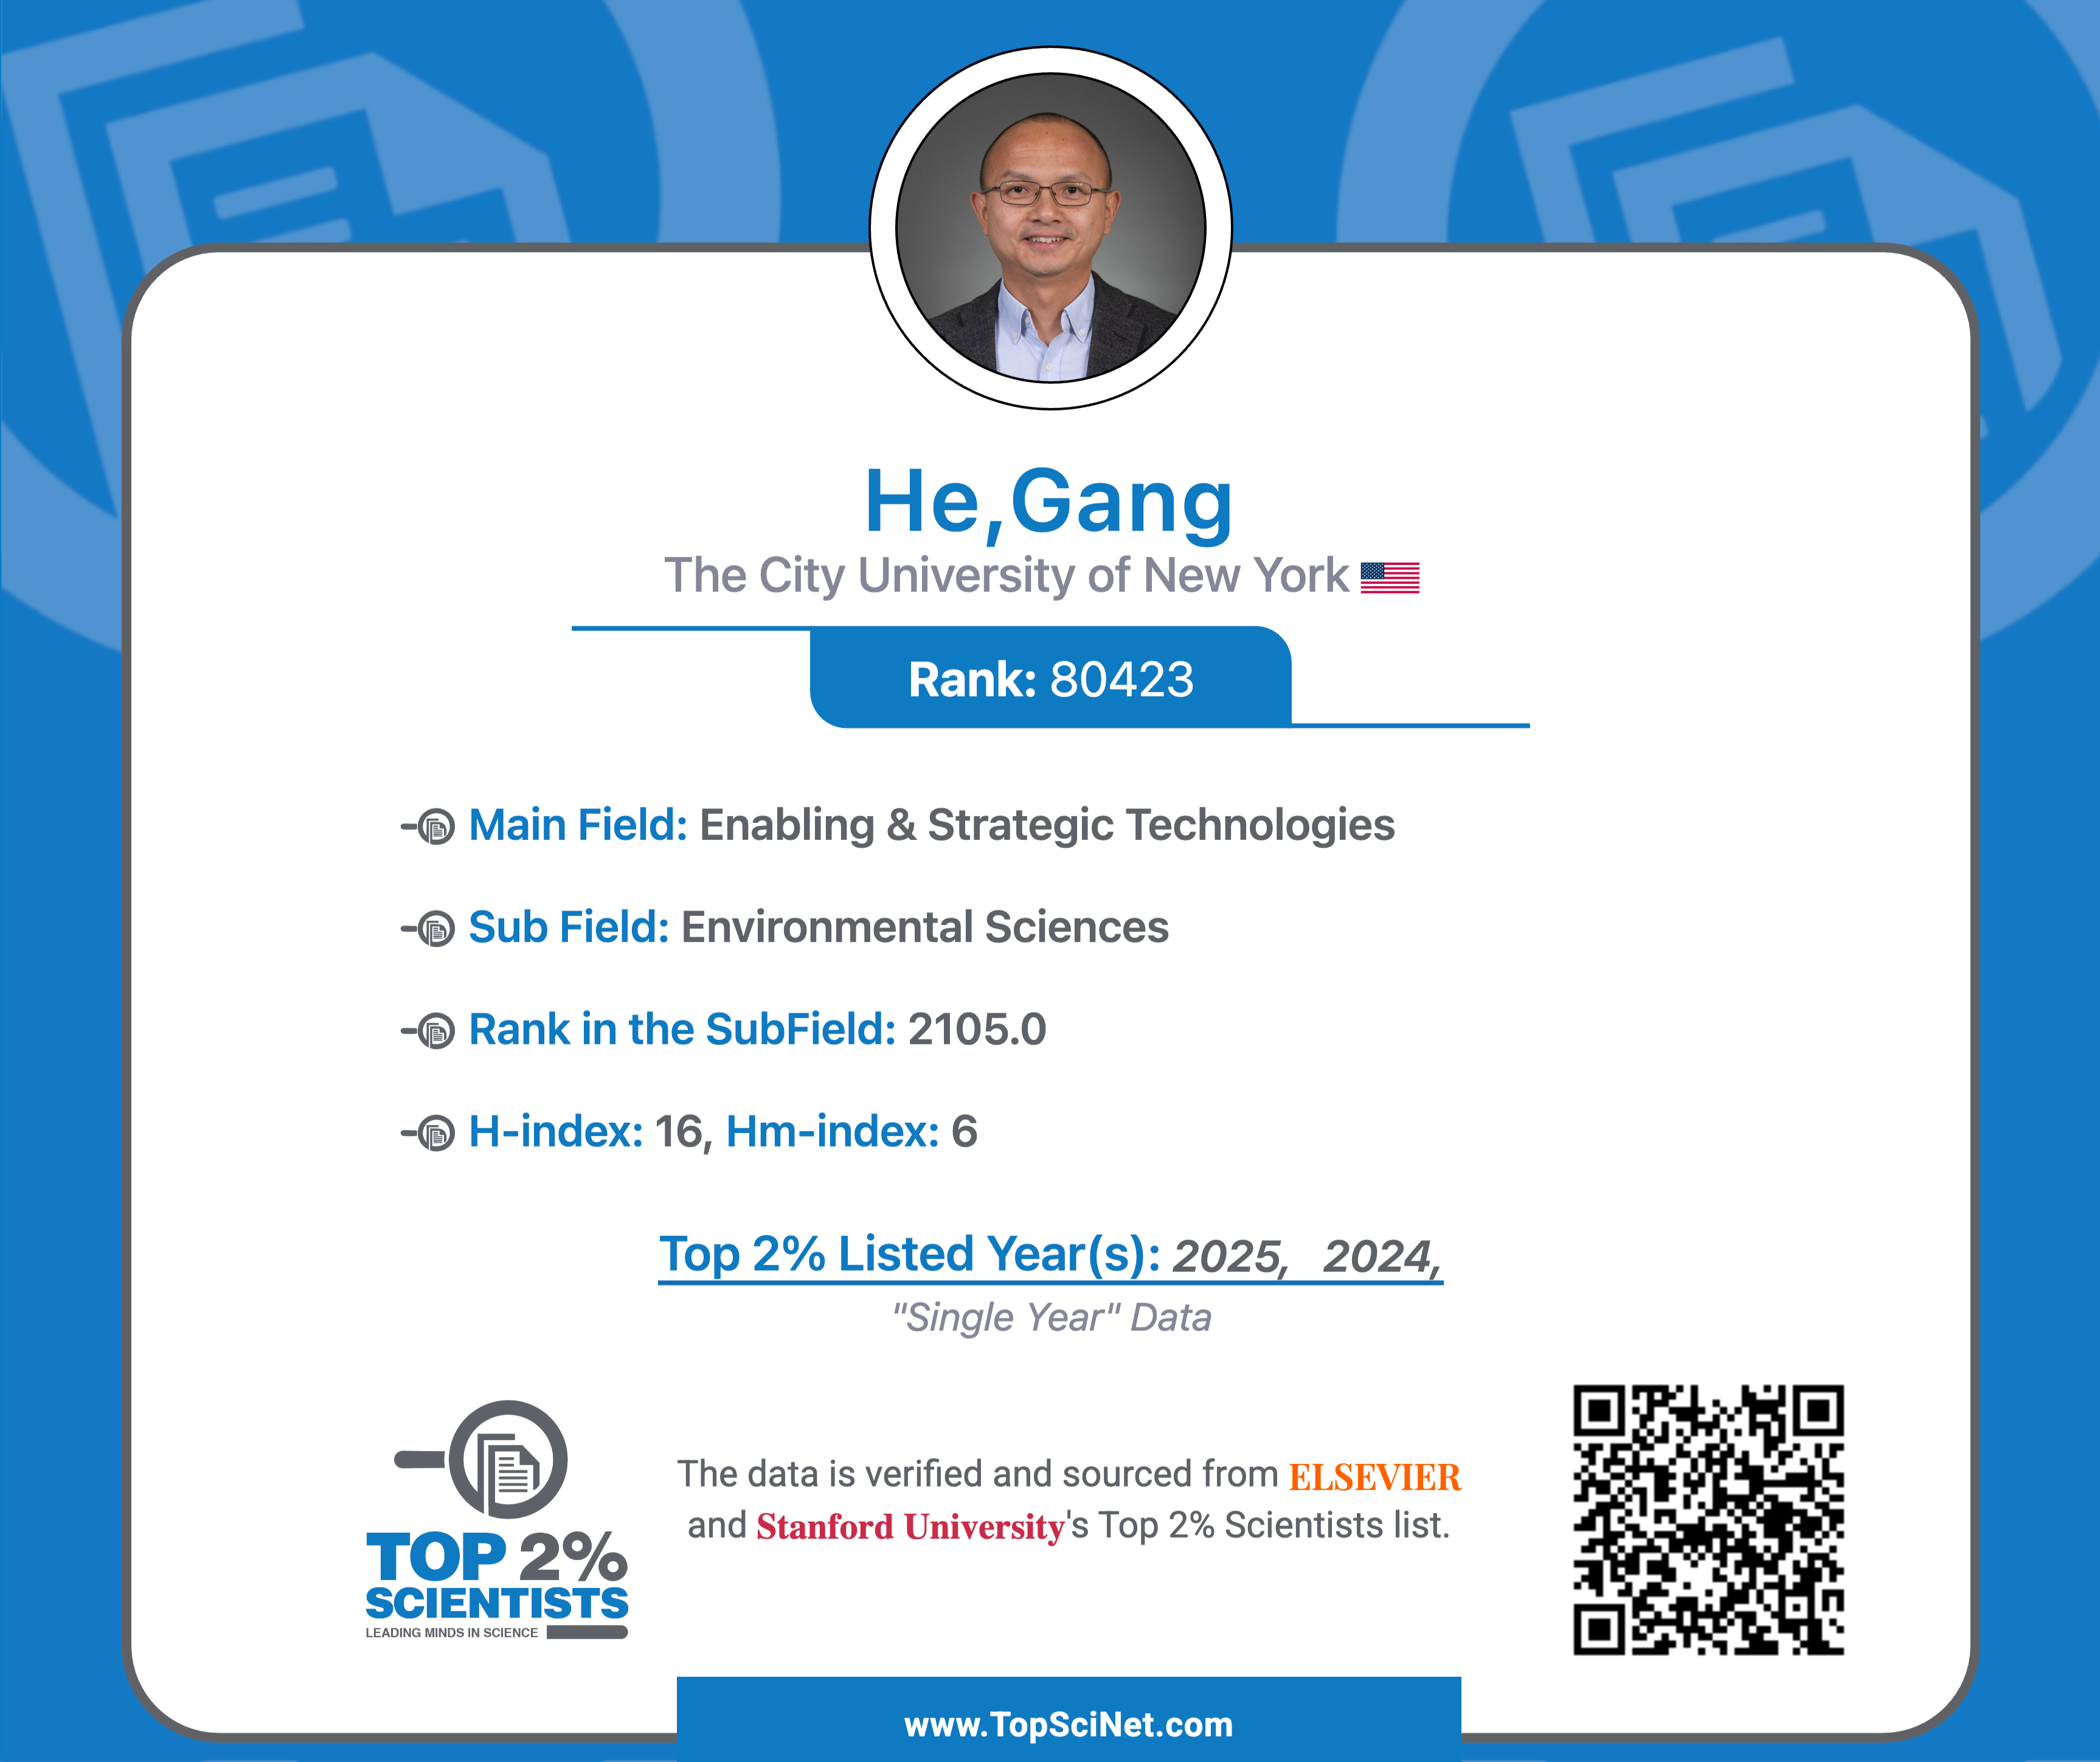 He,Gang
The City University of New York
Rank: 80423
Main Field: Enabling & Strategic Technologies
Sub Field: Environmental Sciences
Rank in the SubField: 2105.0
H-index: 16, Hm-index: 6
Top 2% Listed Year(s): 2025, 2024,
"Single Year" Data
The data is verified and sourced from ELSEVIER
and Stanford University's Top 2% Scientists list.
TOP 2%
SCIENTISTS
LEADING MINDS IN SCIENCE
www.TopSciNet.com